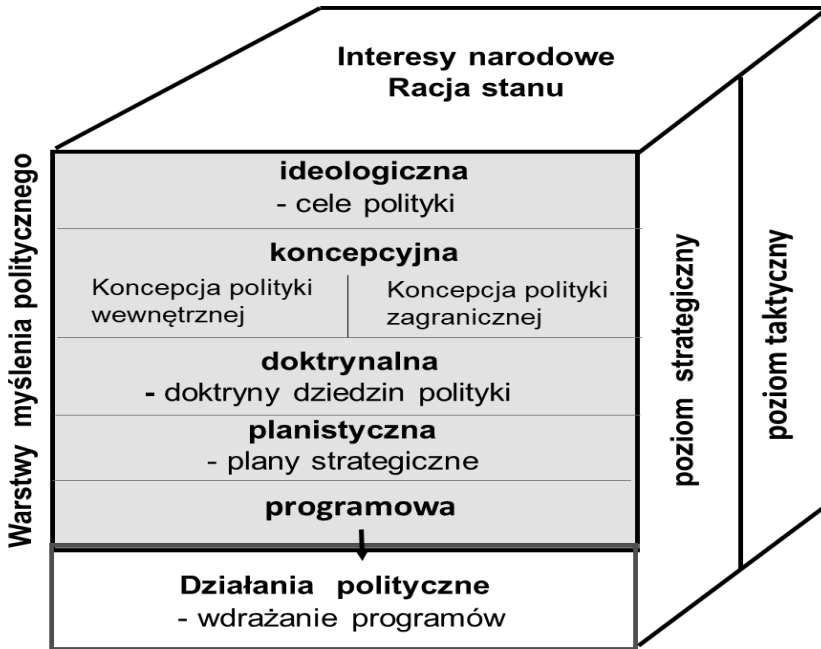 Interesy narodowe
Racja stanu
Warstwy myślenia politycznego
ideologiczna
- cele polityki
koncepcyjna
Koncepcja polityki
wewnętrznej
Koncepcja polityki
zagranicznej
doktrynalna
- doktryny dziedzin polityki
planistyczna
- plany strategiczne
programowa
Działania polityczne
- wdrażanie programów
poziom strategiczny
poziom taktyczny